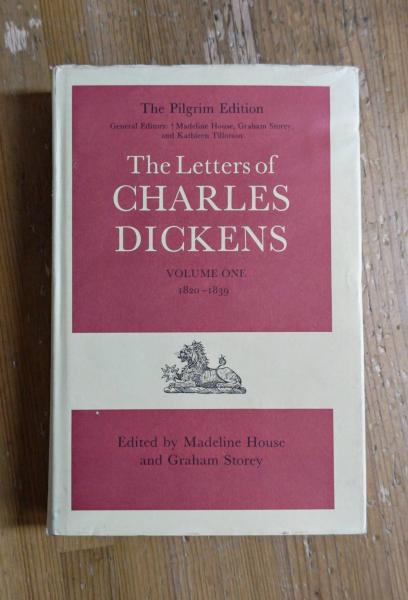 The Pilgrim Edition
General Editors: †Madeline House, Graham Storey,
and Kathleen Tillotson
The Letters of
CHARLES
DICKENS
VOLUME ONE
1820–1839
Edited by Madeline House
and Graham Storey